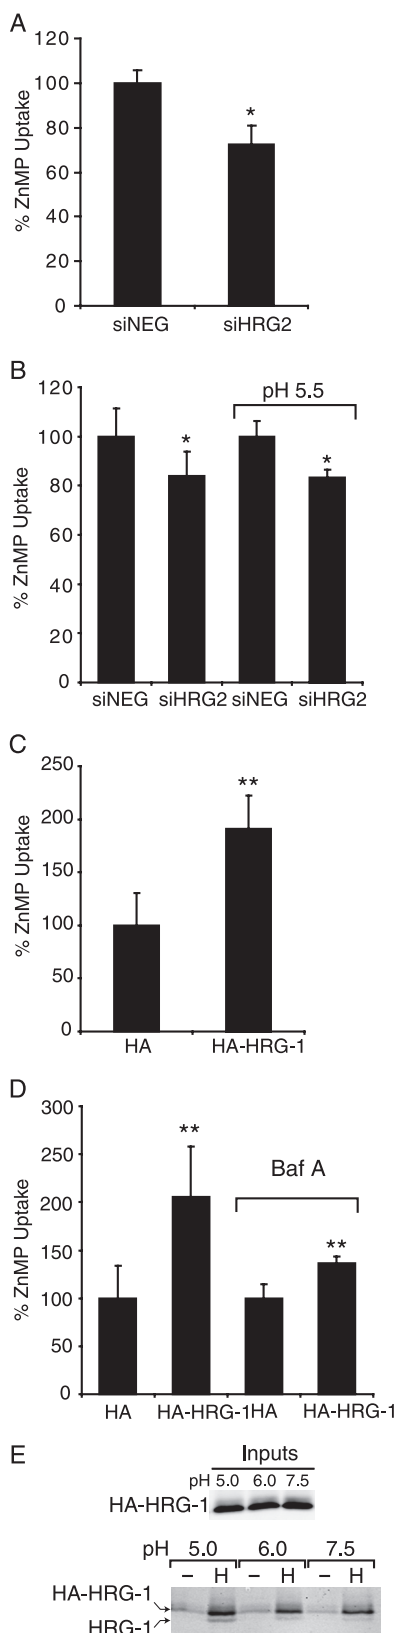 A
120
100
80
60
40
20
0
% ZnMP Uptake
*
siNEG siHRG2
B
120
100
80
60
40
20
0
% ZnMP Uptake
pH 5.5
* *
siNEG siHRG2 siNEG siHRG2
C
250
200
150
100
50
0
% ZnMP Uptake
**
HA HA-HRG-1
D
300
250
200
150
100
50
0
% ZnMP Uptake
**
Baf A
**
HA HA-HRG-1 HA HA-HRG-1
E
Inputs
pH 5.0 6.0 7.5
HA-HRG-1
pH 5.0 6.0 7.5
– H – H – H
HA-HRG-1
HRG-1